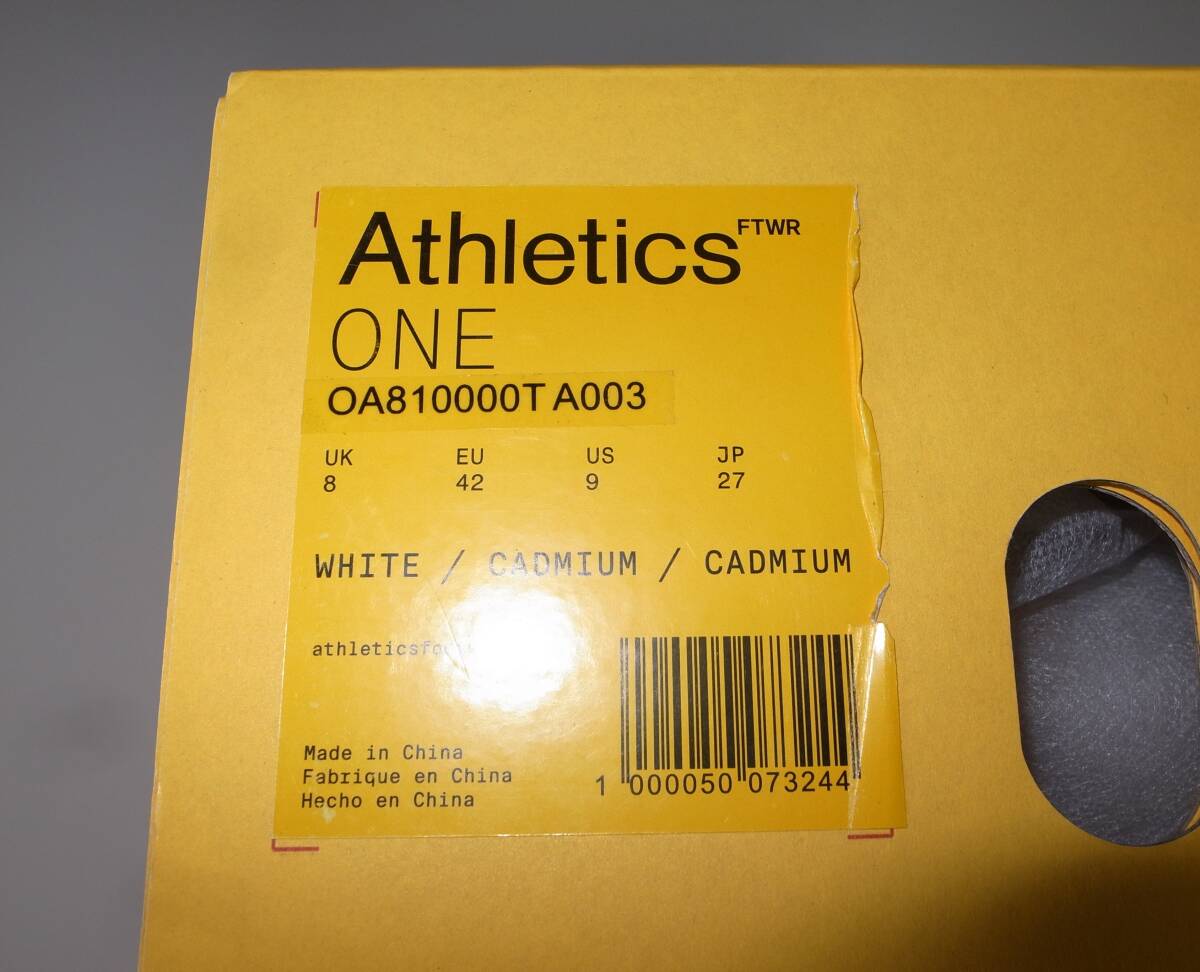 Athletics FTWR
ONE
OA810000T A003
UK EU US JP
8 42 9 27
WHITE / CADMIUM / CADMIUM
Made in China
Fabrique en China
Hecho en China
1 000050 073244